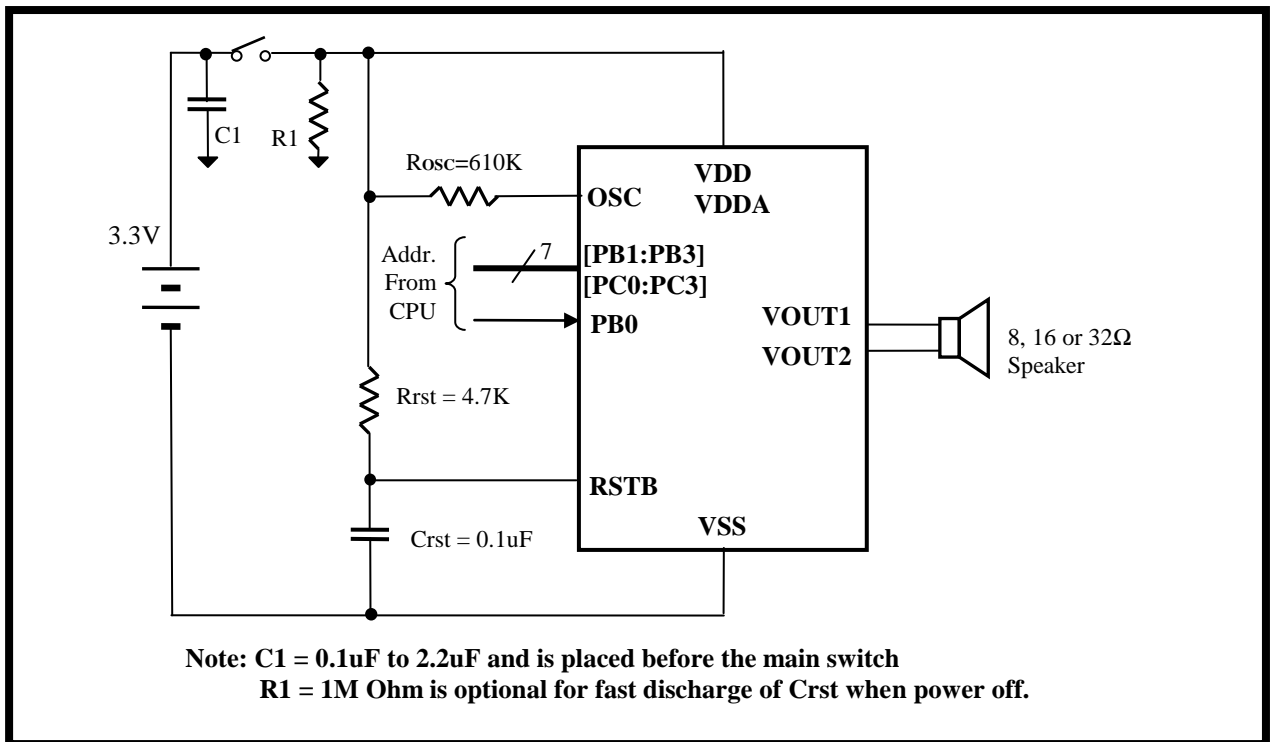 C1
R1
Rosc=610K
VDD
VDDA
OSC
3.3V
Addr.
From
CPU
7
[PB1:PB3]
[PC0:PC3]
PB0
VOUT1
VOUT2
8, 16 or 32Ω
Speaker
Rrst = 4.7K
RSTB
VSS
Crst = 0.1uF
Note: C1 = 0.1uF to 2.2uF and is placed before the main switch
R1 = 1M Ohm is optional for fast discharge of Crst when power off.